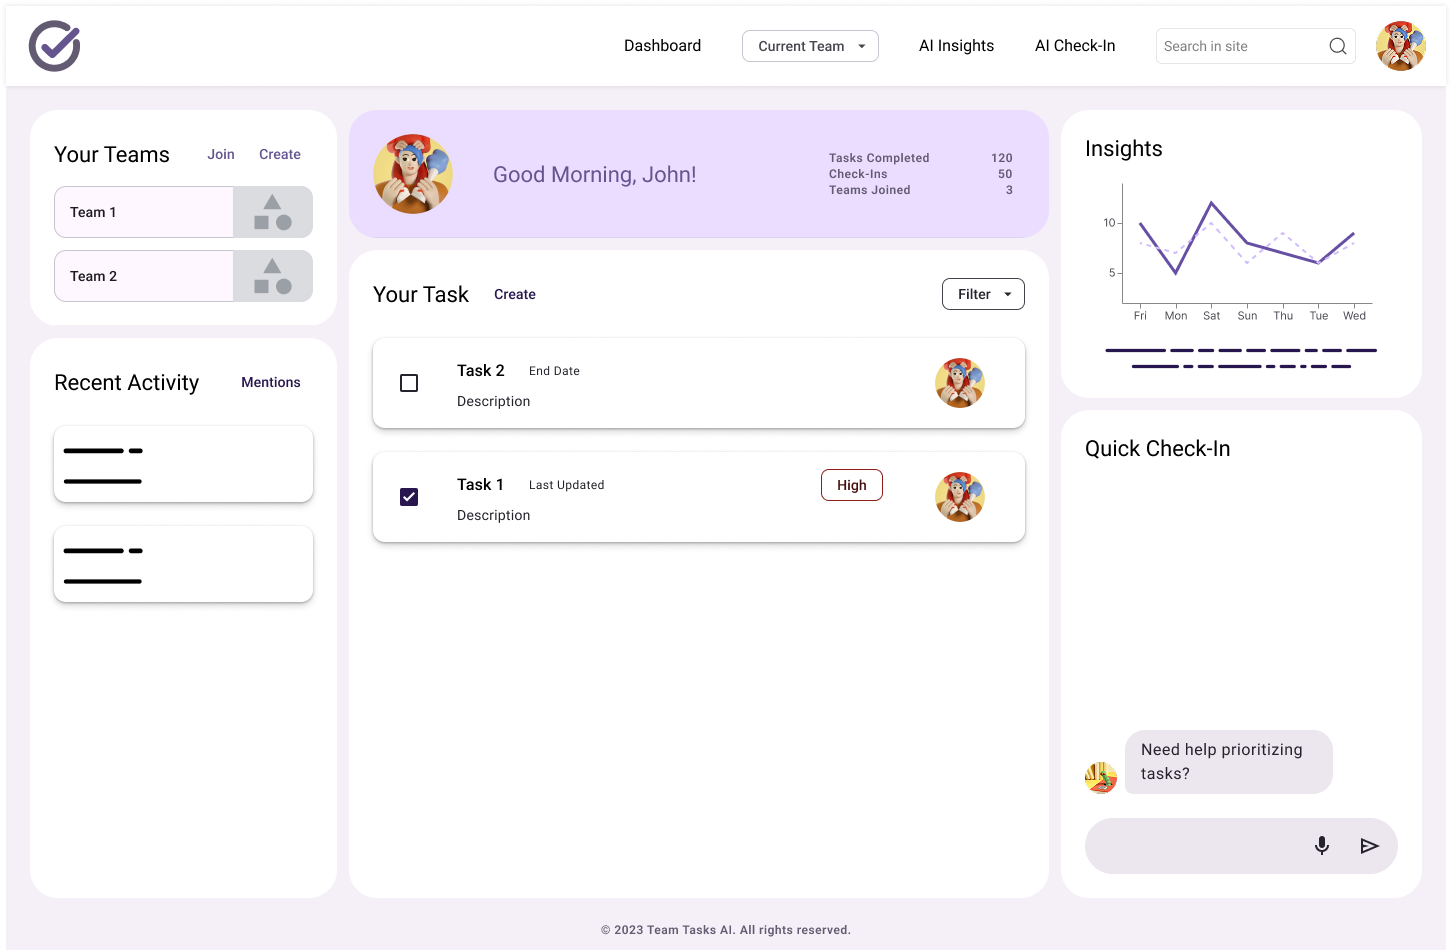 Dashboard
Current Team
AI Insights
AI Check-In
Search in site
Your Teams
Join
Create
Team 1
Team 2
Recent Activity
Mentions
Good Morning, John!
Tasks Completed 120
Check-Ins 50
Teams Joined 3
Your Task
Create
Filter
Task 2
End Date
Description
Task 1
Last Updated
High
Description
Insights
10
5
Fri Mon Sat Sun Thu Tue Wed
Quick Check-In
Need help prioritizing
tasks?
© 2023 Team Tasks AI. All rights reserved.